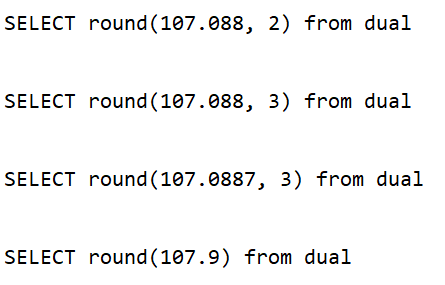 SELECT round(107.088, 2) from dual
SELECT round(107.088, 3) from dual
SELECT round(107.0887, 3) from dual
SELECT round(107.9) from dual